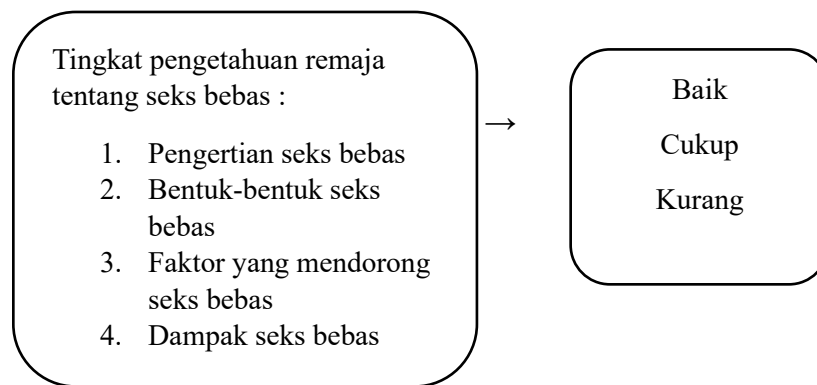 Tingkat pengetahuan remaja
tentang seks bebas :
1. Pengertian seks bebas
2. Bentuk-bentuk seks
bebas
3. Faktor yang mendorong
seks bebas
4. Dampak seks bebas
→
Baik
Cukup
Kurang